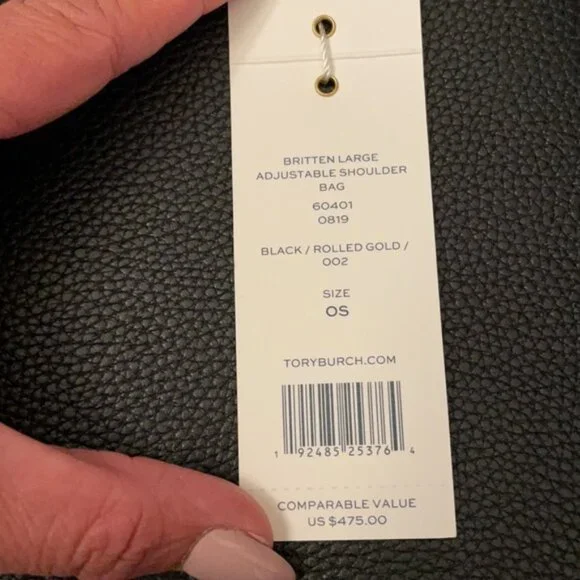 BRITTEN LARGE
ADJUSTABLE SHOULDER
BAG
60401
0819
BLACK / ROLLED GOLD /
002
SIZE
OS
TORYBURCH.COM
1 92485 25376 4
COMPARABLE VALUE
US $475.00